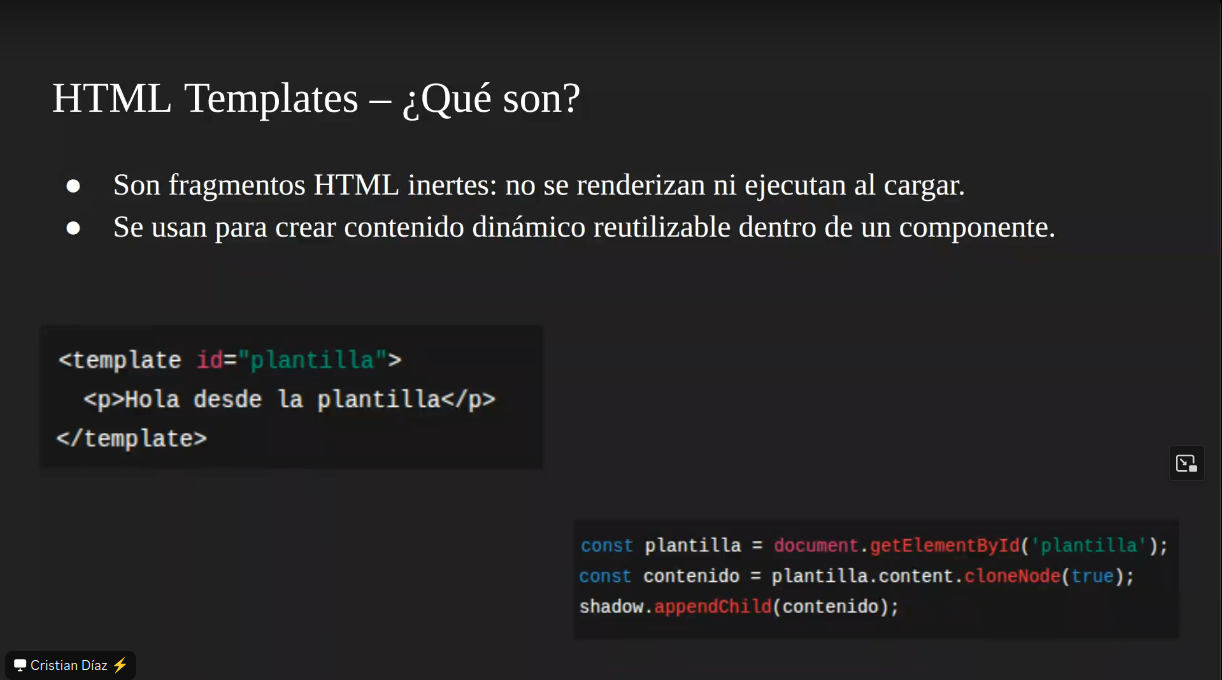 HTML Templates – ¿Qué son?
● Son fragmentos HTML inertes: no se renderizan ni ejecutan al cargar.
● Se usan para crear contenido dinámico reutilizable dentro de un componente.
<template id="plantilla">
  <p>Hola desde la plantilla</p>
</template>
const plantilla = document.getElementById('plantilla');
const contenido = plantilla.content.cloneNode(true);
shadow.appendChild(contenido);
Cristian Díaz ⚡